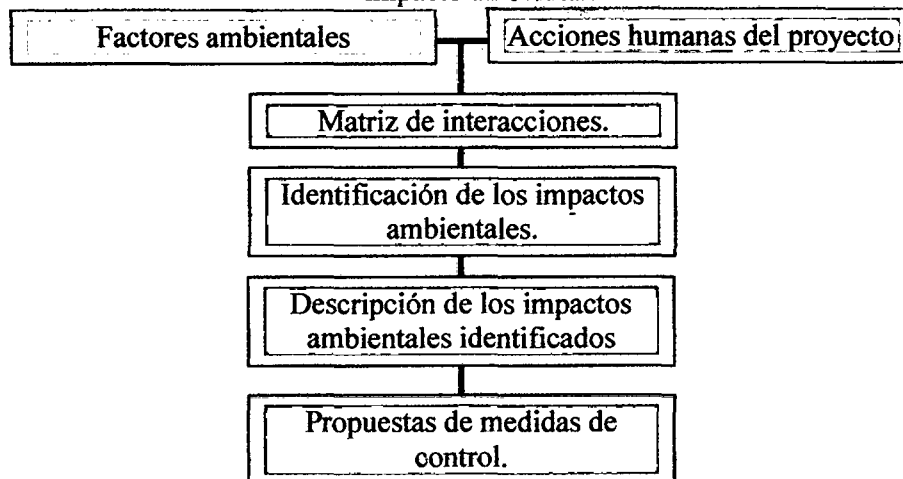 Factores ambientales
Acciones humanas del proyecto
Matriz de interacciones.
Identificación de los impactos
ambientales.
Descripción de los impactos
ambientales identificados
Propuestas de medidas de
control.